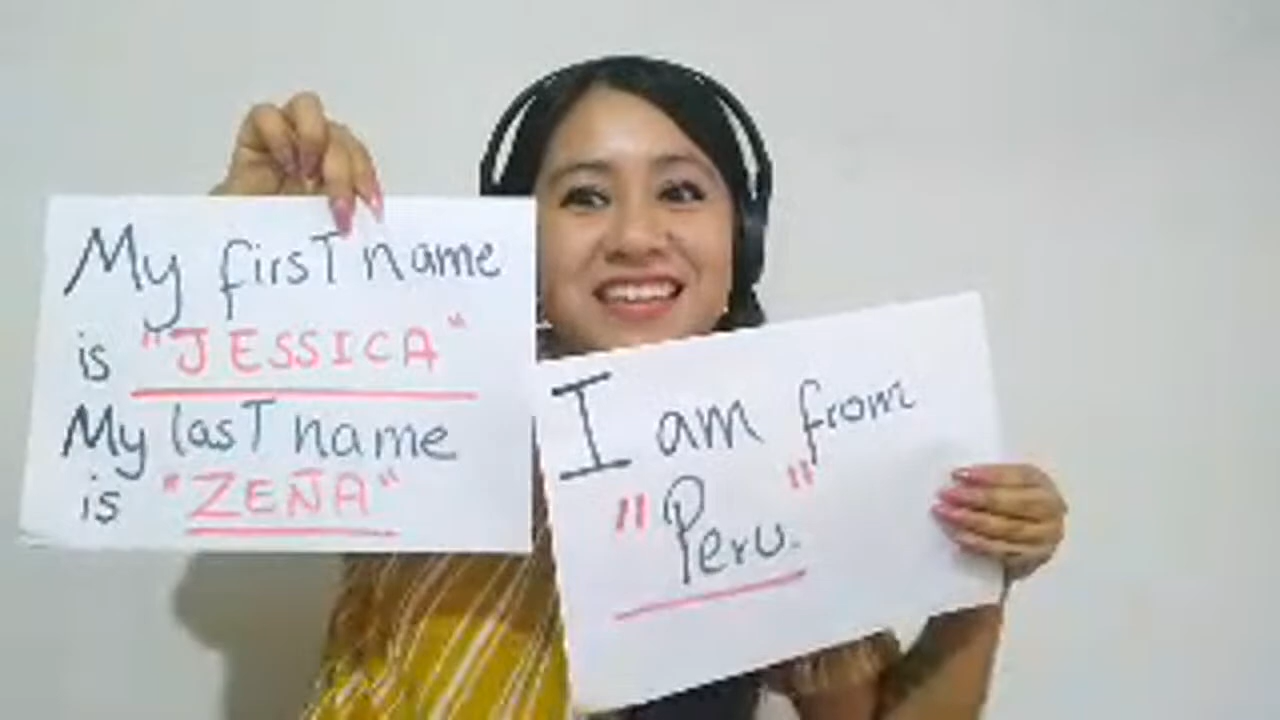 My first name
is "JESSICA"
My last name
is "ZEÑA"
I am from
"Peru."